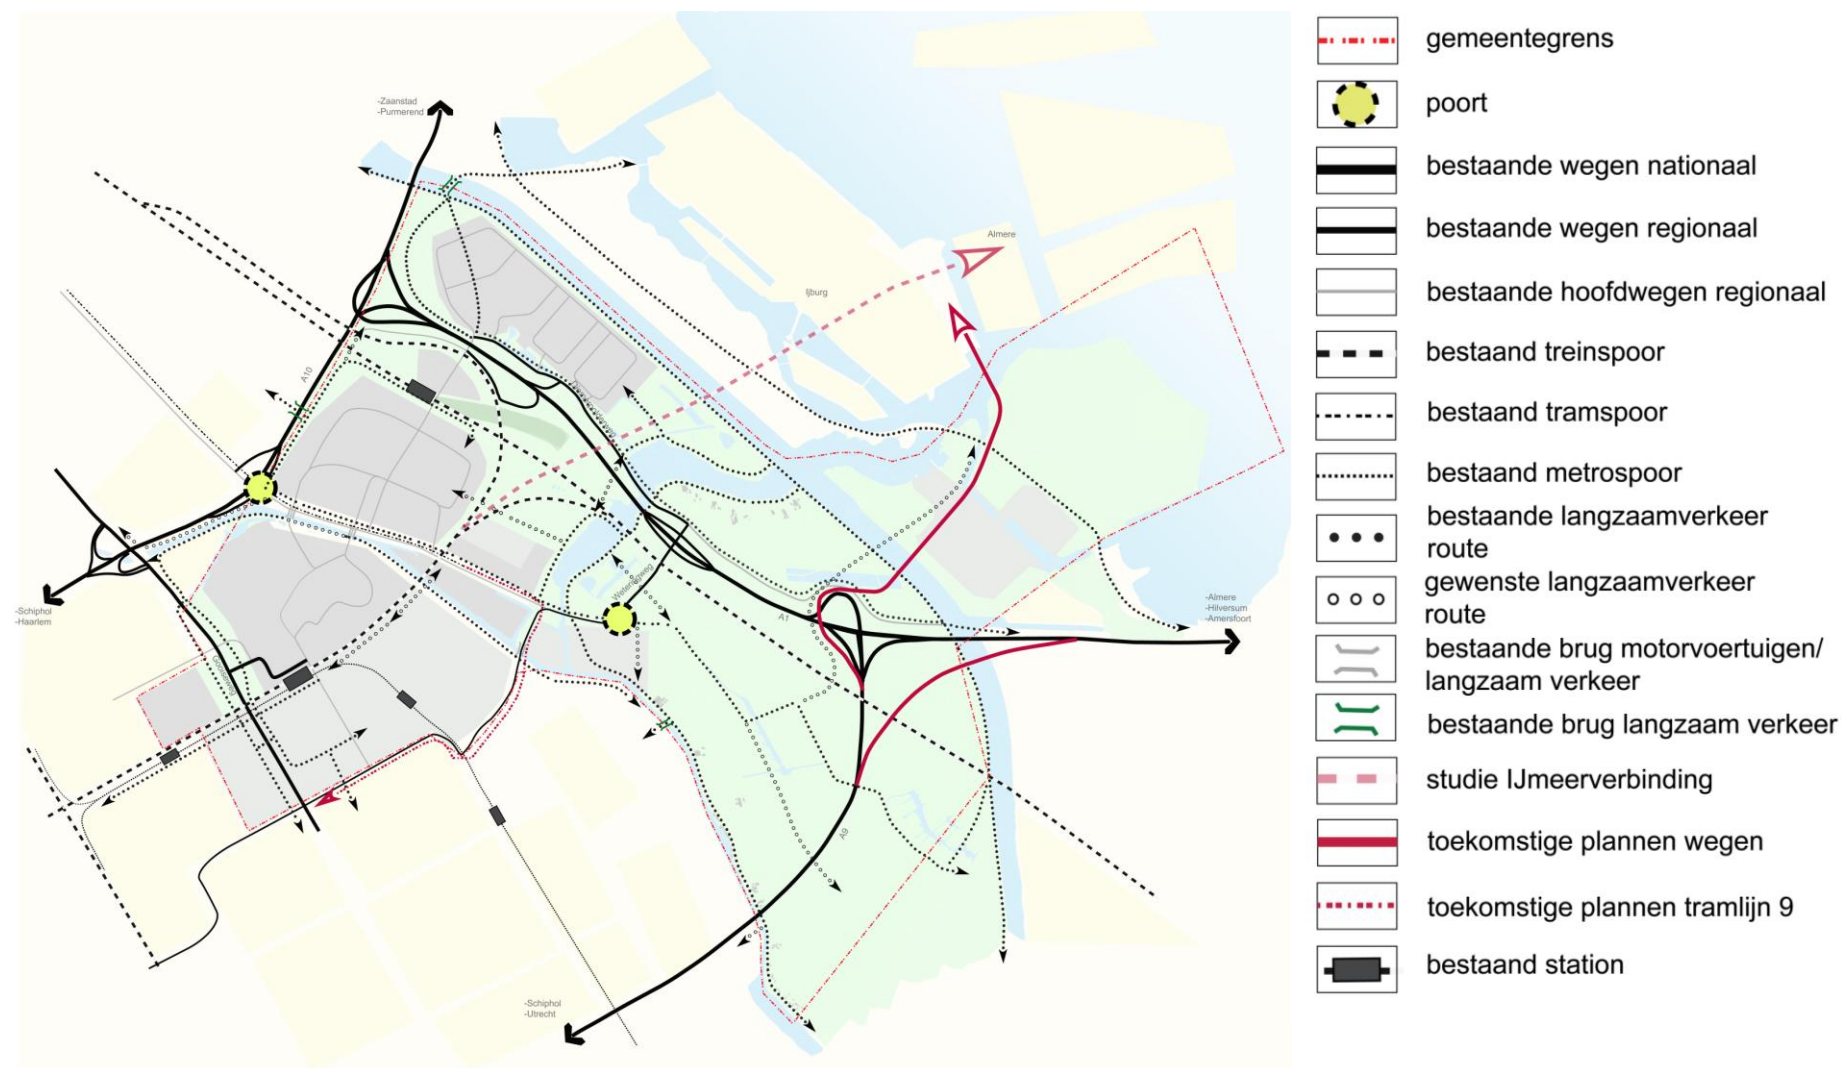 -Zaanstad
-Purmerend
Almere
Ijburg
A10
Weteringweg
A1
-Schiphol
-Haarlem
-Almere
-Hilversum
-Amersfoort
Gooiseweg
A9
-Schiphol
-Utrecht
gemeentegrens
poort
bestaande wegen nationaal
bestaande wegen regionaal
bestaande hoofdwegen regionaal
bestaand treinspoor
bestaand tramspoor
bestaand metrospoor
bestaande langzaamverkeer
route
gewenste langzaamverkeer
route
bestaande brug motorvoertuigen/
langzaam verkeer
bestaande brug langzaam verkeer
studie IJmeerverbinding
toekomstige plannen wegen
toekomstige plannen tramlijn 9
bestaand station